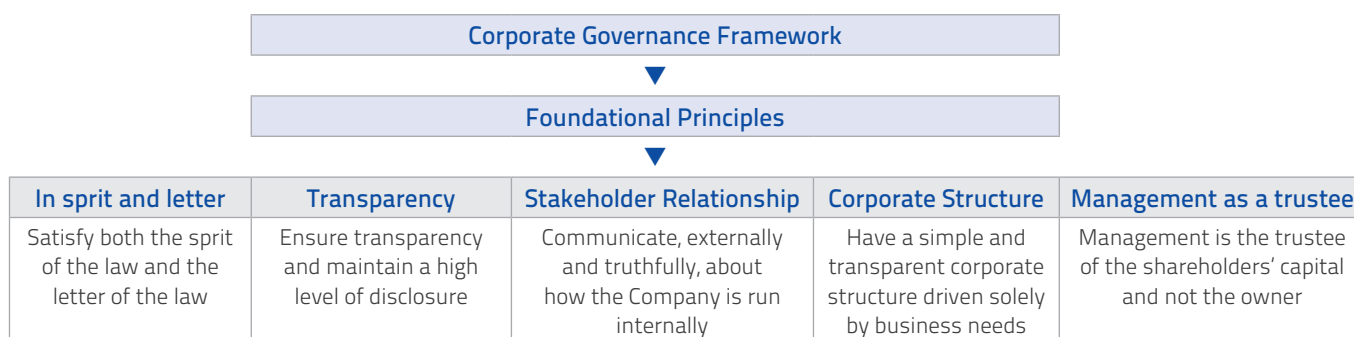 Corporate Governance Framework
Foundational Principles
In sprit and letter
Satisfy both the sprit
of the law and the
letter of the law
Transparency
Ensure transparency
and maintain a high
level of disclosure
Stakeholder Relationship
Communicate, externally
and truthfully, about
how the Company is run
internally
Corporate Structure
Have a simple and
transparent corporate
structure driven solely
by business needs
Management as a trustee
Management is the trustee
of the shareholders’ capital
and not the owner